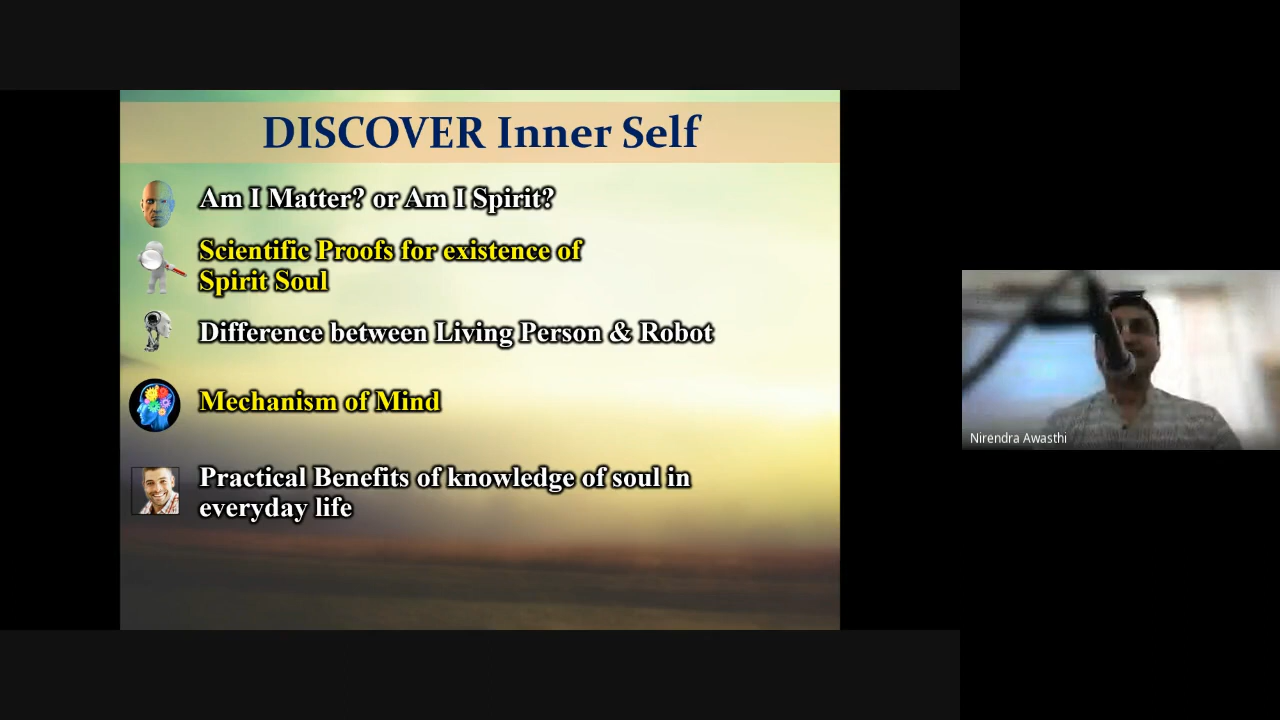 DISCOVER Inner Self
Am I Matter? or Am I Spirit?
Scientific Proofs for existence of
Spirit Soul
Difference between Living Person & Robot
Mechanism of Mind
Practical Benefits of knowledge of soul in
everyday life
Nirendra Awasthi